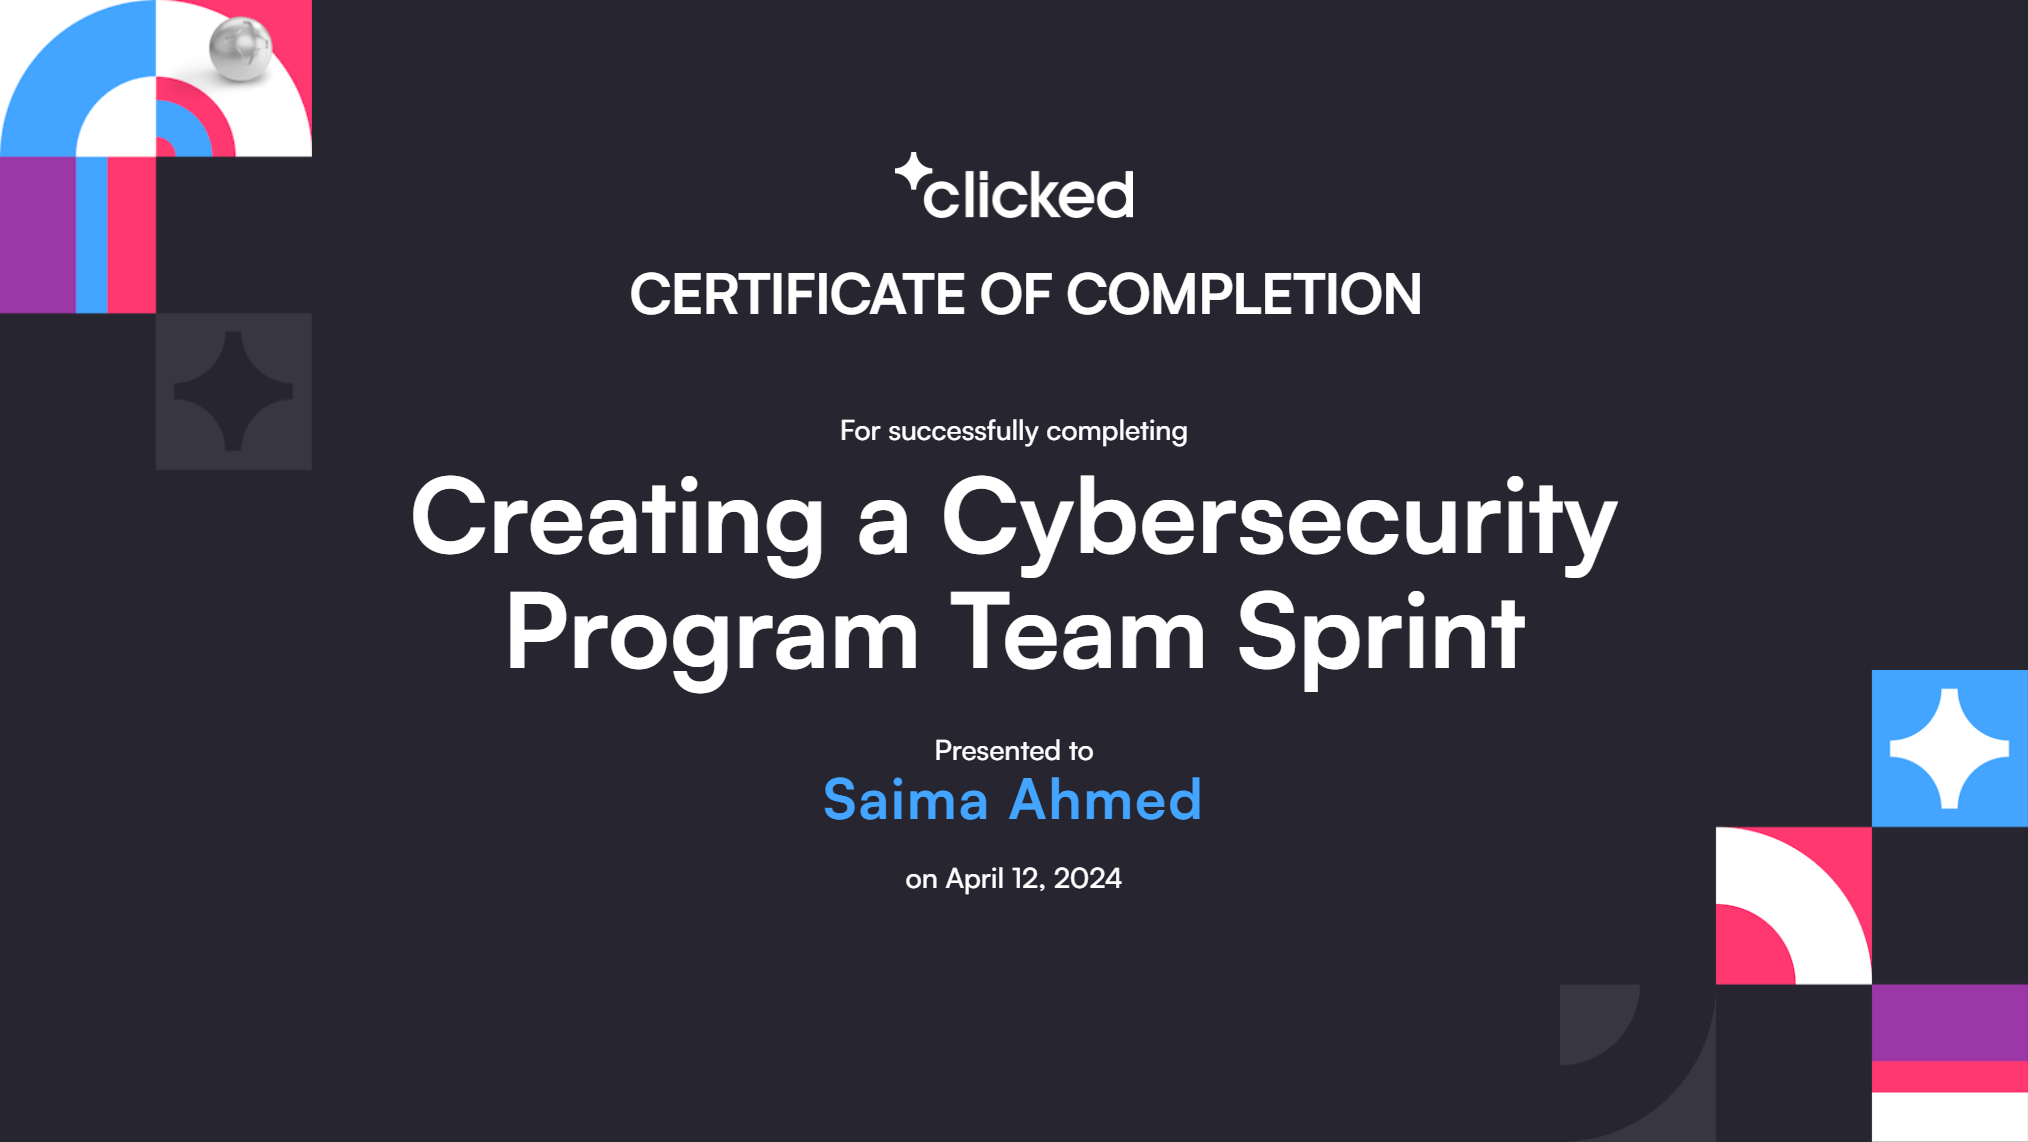 clicked
CERTIFICATE OF COMPLETION
For successfully completing
Creating a Cybersecurity
Program Team Sprint
Presented to
Saima Ahmed
on April 12, 2024